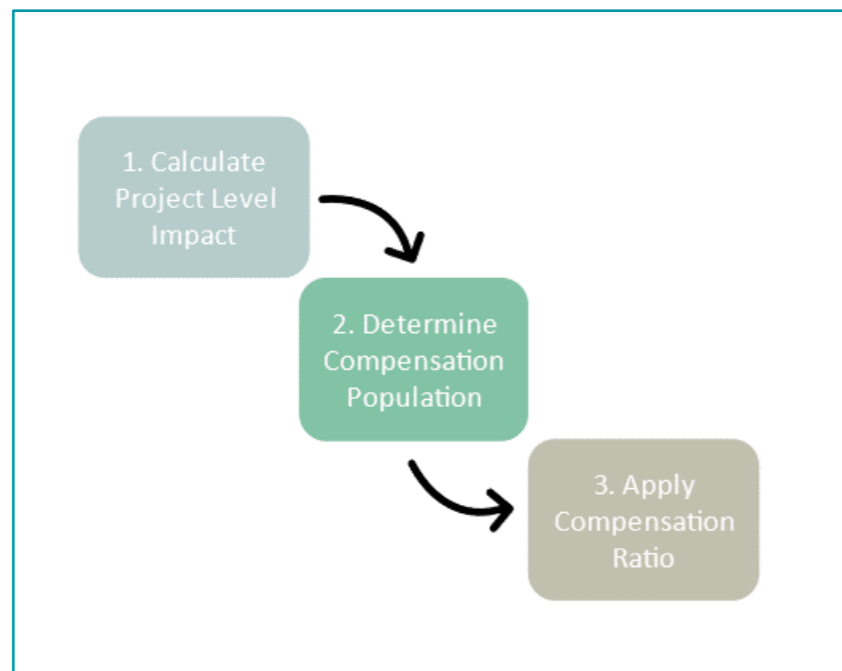 1. Calculate
Project Level
Impact
2. Determine
Compensation
Population
3. Apply
Compensation
Ratio